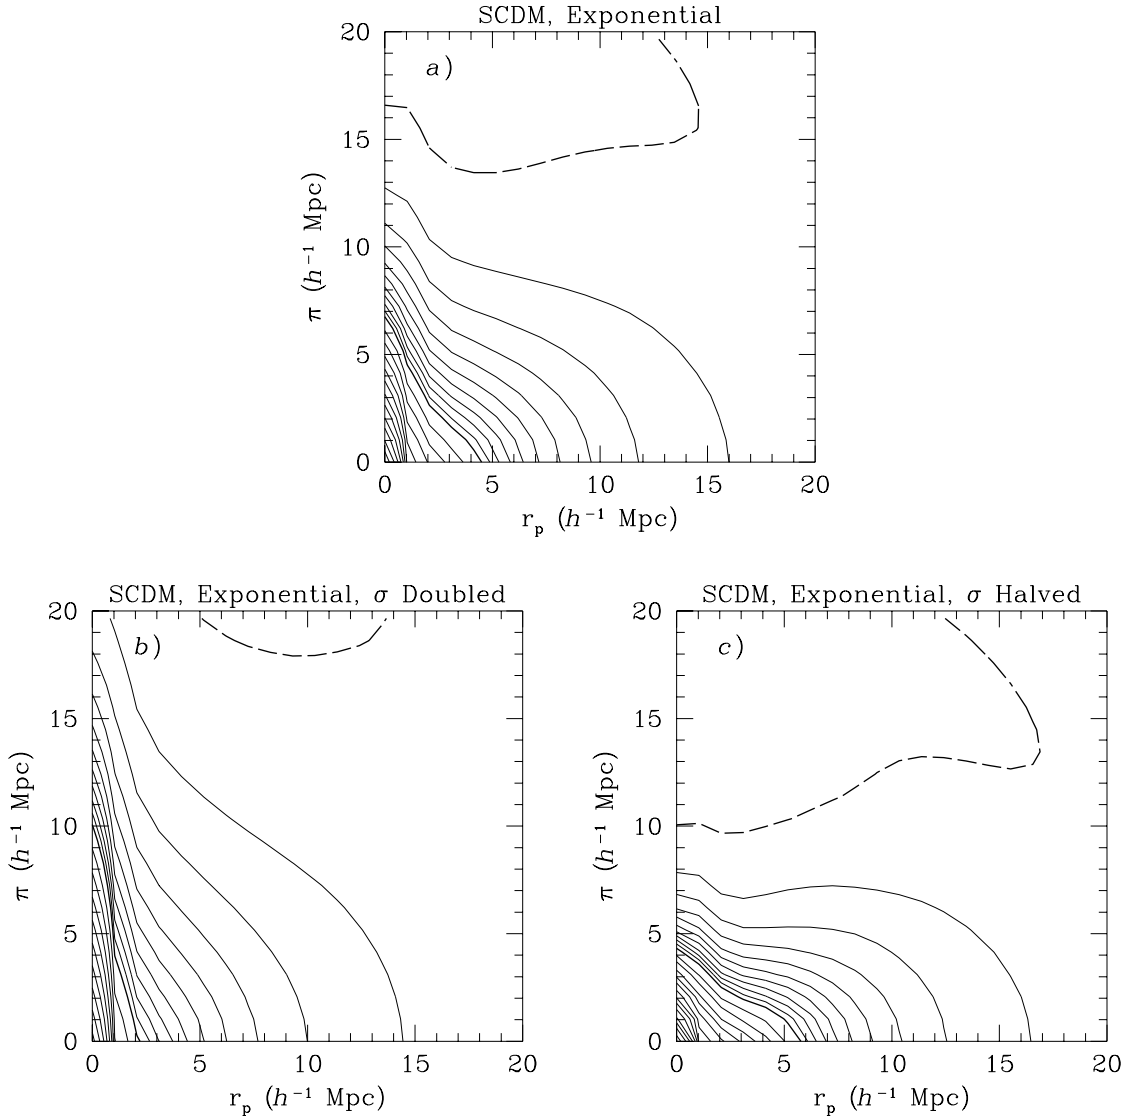 SCDM, Exponential
a)
20
15
10
5
0
π (h⁻¹ Mpc)
0 5 10 15 20
r_p (h⁻¹ Mpc)
SCDM, Exponential, σ Doubled
b)
20
15
10
5
0
π (h⁻¹ Mpc)
0 5 10 15 20
r_p (h⁻¹ Mpc)
SCDM, Exponential, σ Halved
c)
20
15
10
5
0
π (h⁻¹ Mpc)
0 5 10 15 20
r_p (h⁻¹ Mpc)